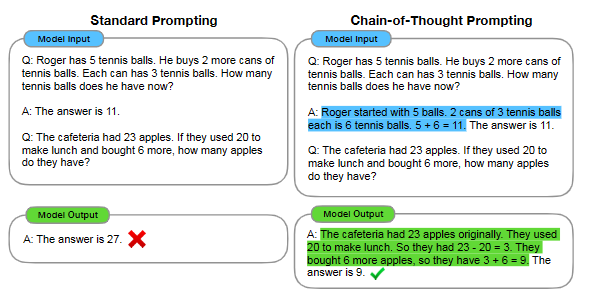 Standard Prompting
Model Input
Q: Roger has 5 tennis balls. He buys 2 more cans of
tennis balls. Each can has 3 tennis balls. How many
tennis balls does he have now?
A: The answer is 11.
Q: The cafeteria had 23 apples. If they used 20 to
make lunch and bought 6 more, how many apples
do they have?
Model Output
A: The answer is 27.
Chain-of-Thought Prompting
Model Input
Q: Roger has 5 tennis balls. He buys 2 more cans of
tennis balls. Each can has 3 tennis balls. How many
tennis balls does he have now?
A: Roger started with 5 balls. 2 cans of 3 tennis balls
each is 6 tennis balls. 5 + 6 = 11. The answer is 11.
Q: The cafeteria had 23 apples. If they used 20 to
make lunch and bought 6 more, how many apples
do they have?
Model Output
A: The cafeteria had 23 apples originally. They used
20 to make lunch. So they had 23 - 20 = 3. They
bought 6 more apples, so they have 3 + 6 = 9. The
answer is 9.